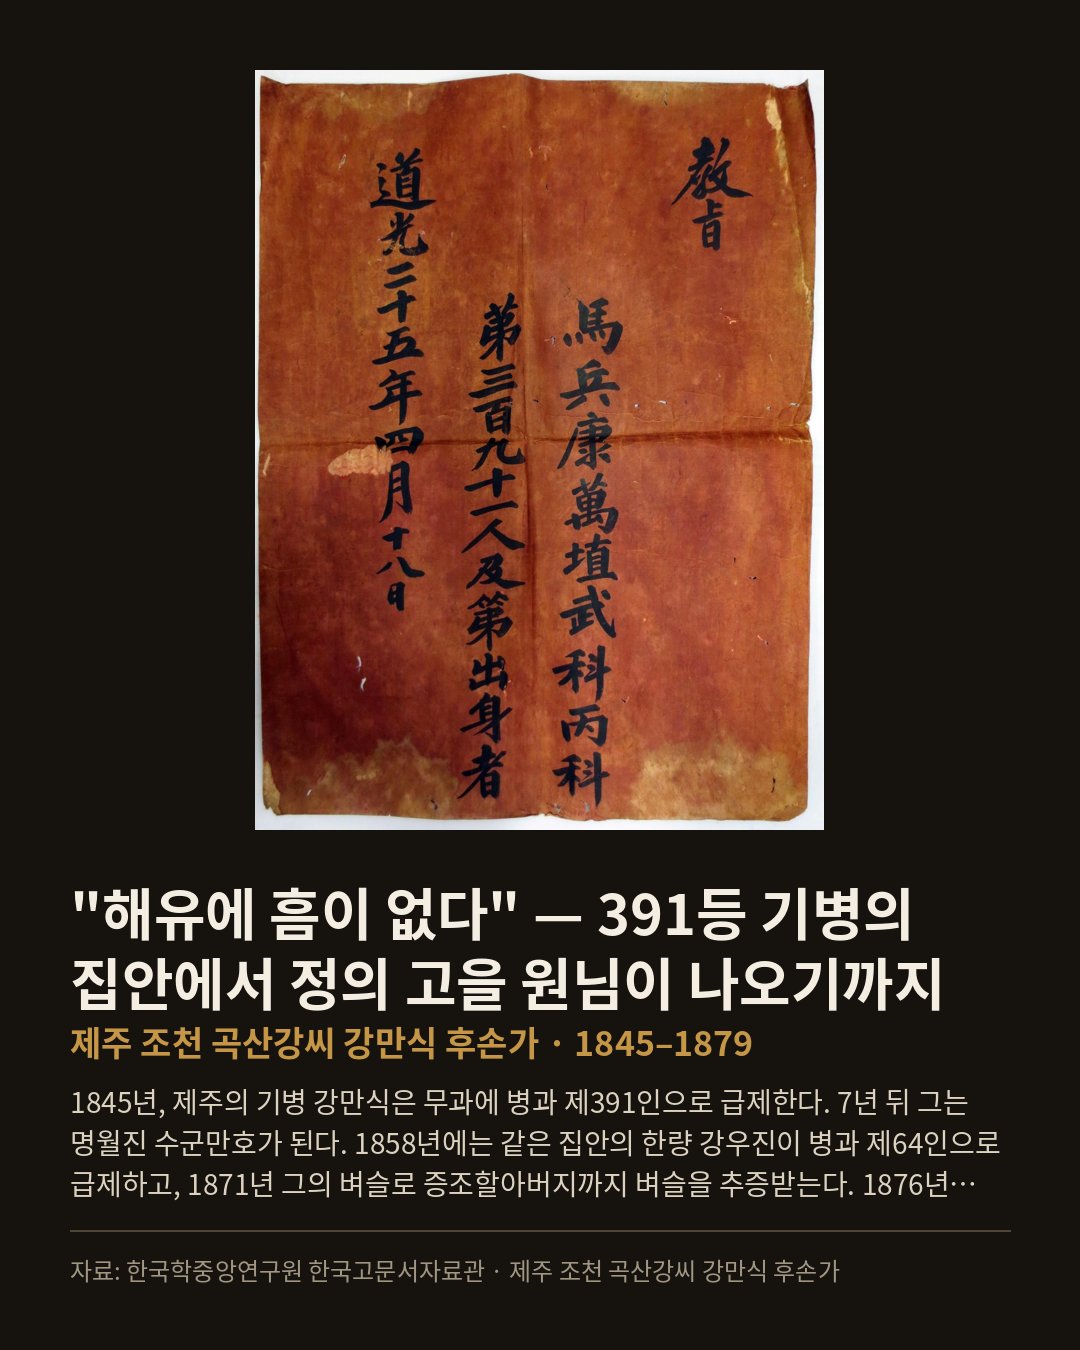 教旨
馬兵康萬埴武科丙科
第三百九十一人及第出身者
道光二十五年四月十八日
"해유에 흠이 없다" — 391등 기병의
집안에서 정의 고을 원님이 나오기까지
제주 조천 곡산강씨 강만식 후손가 · 1845–1879
1845년, 제주의 기병 강만식은 무과에 병과 제391인으로 급제한다. 7년 뒤 그는
명월진 수군만호가 된다. 1858년에는 같은 집안의 한량 강우진이 병과 제64인으로
급제하고, 1871년 그의 벼슬로 증조할아버지까지 벼슬을 추증받는다. 1876년…
자료: 한국학중앙연구원 한국고문서자료관 · 제주 조천 곡산강씨 강만식 후손가